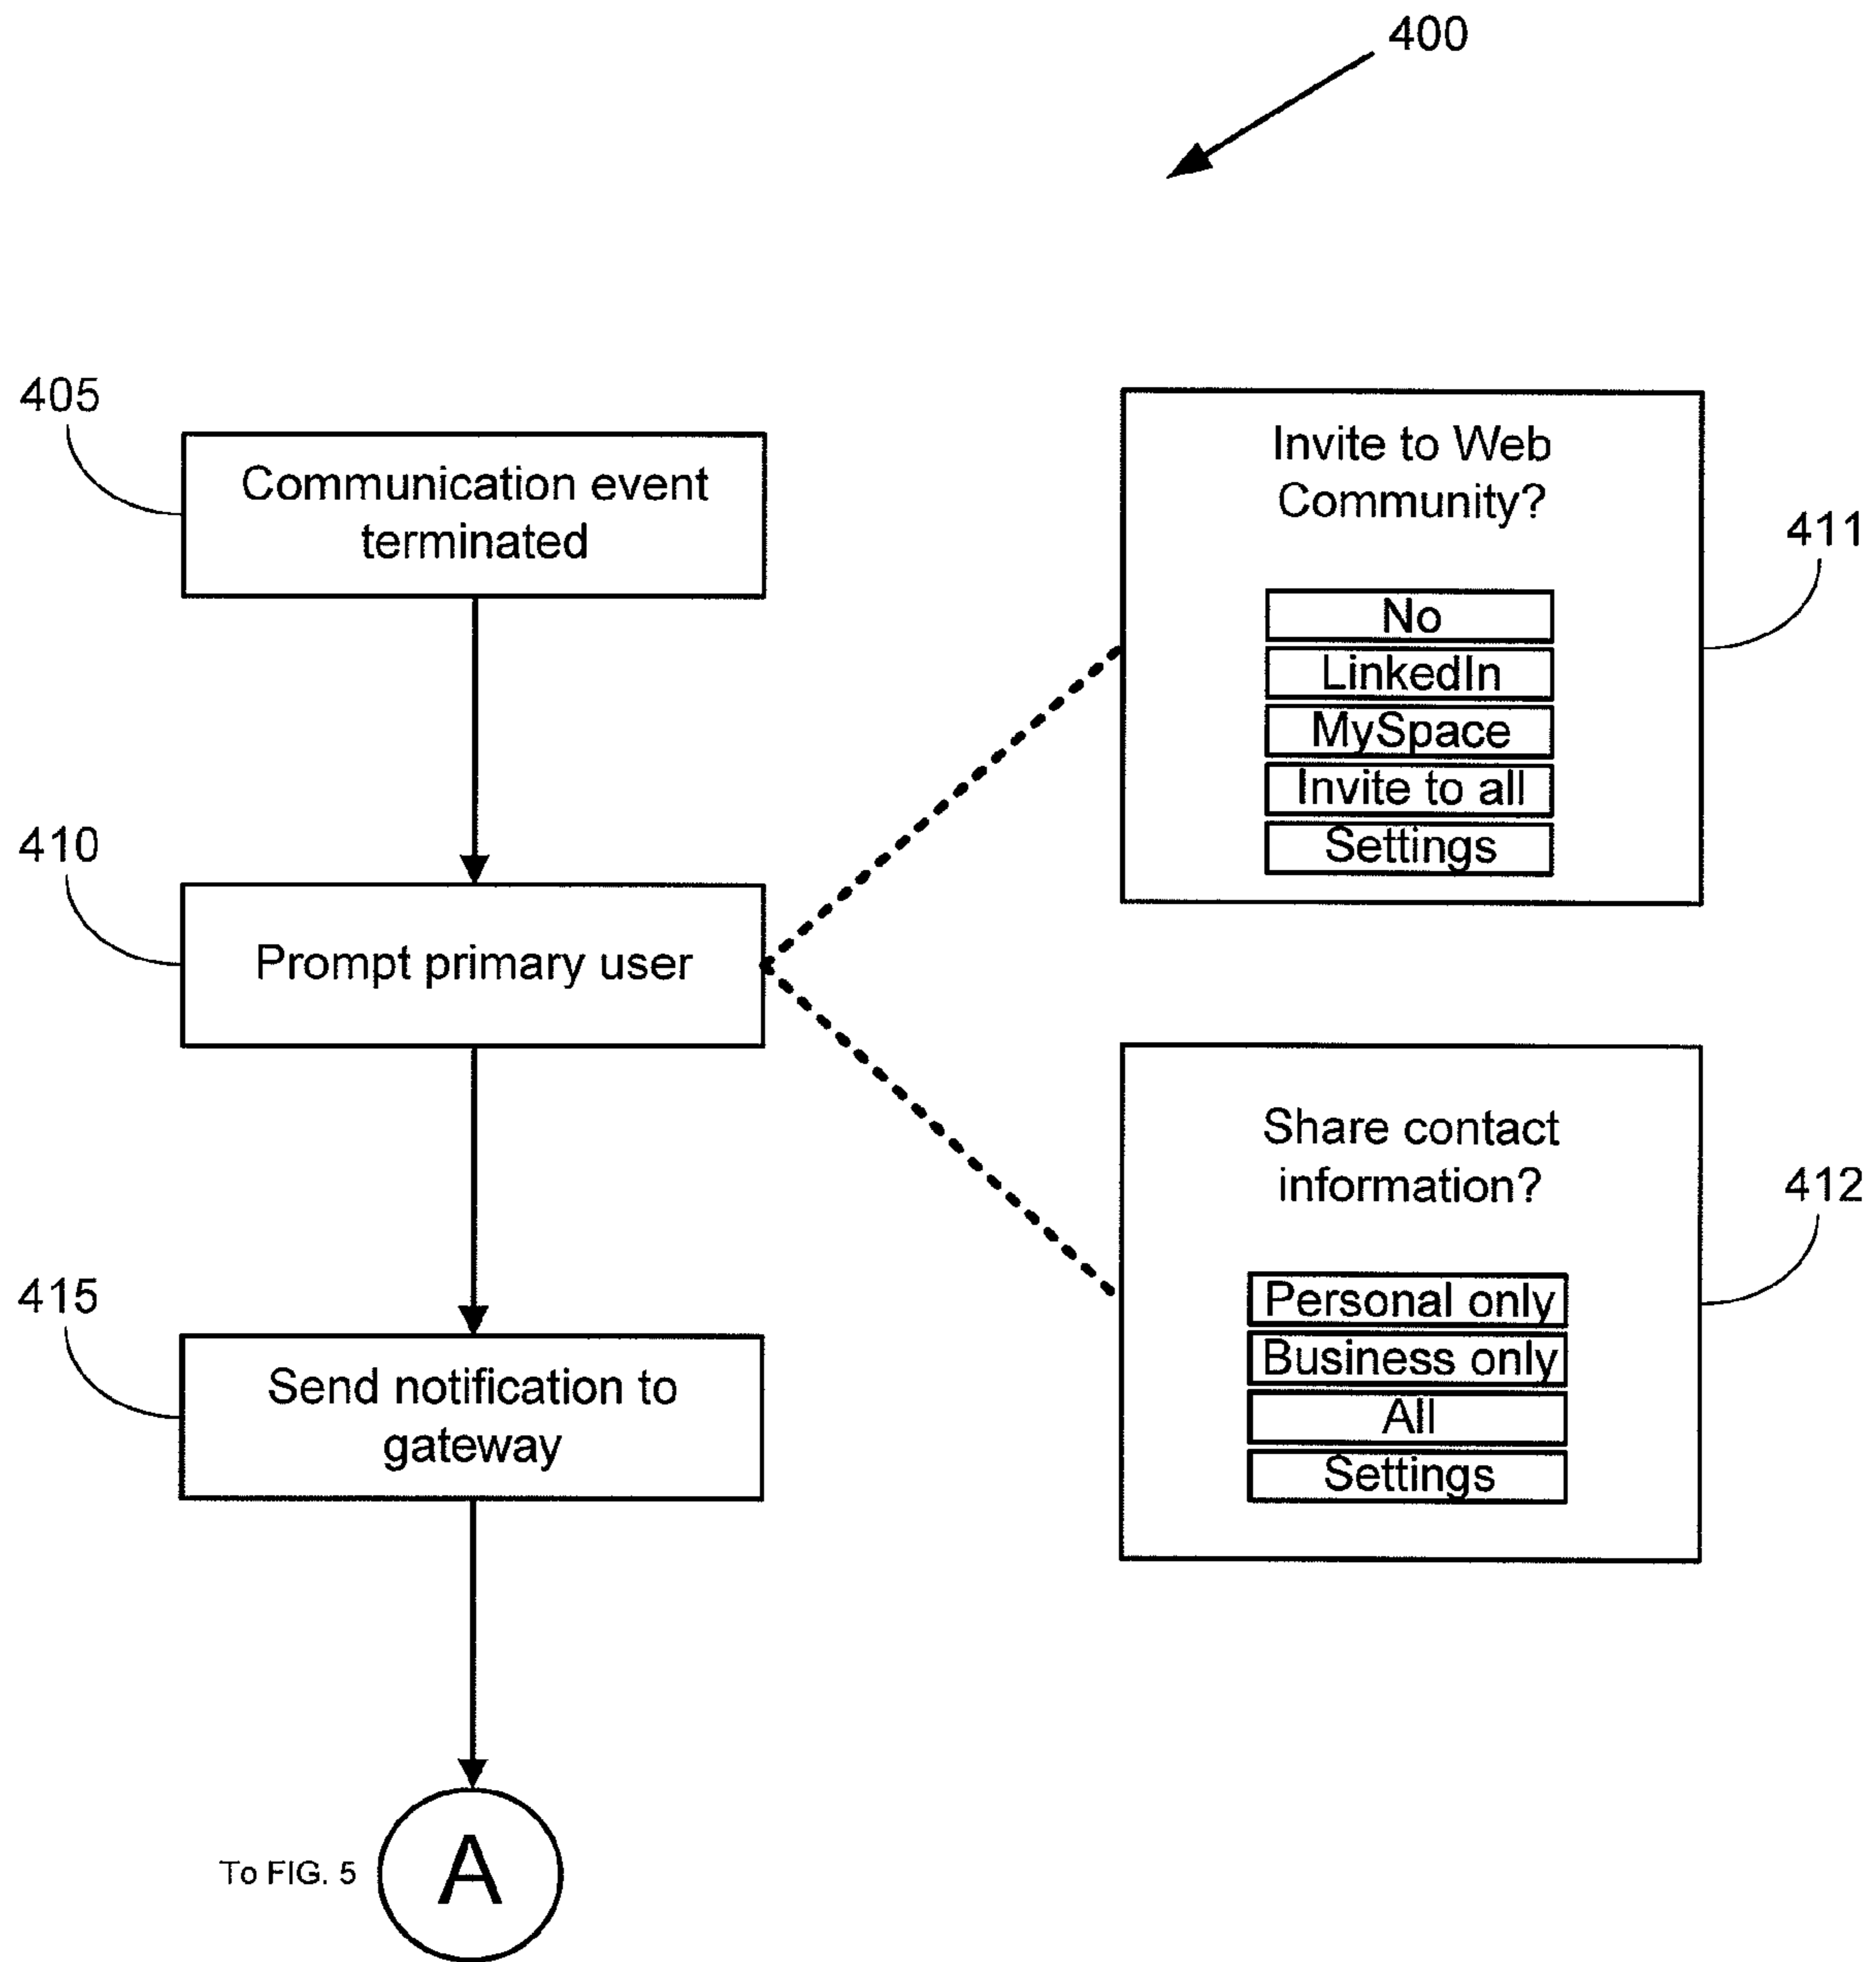 400
405
Communication event
terminated
Invite to Web
Community?
411
No
LinkedIn
MySpace
Invite to all
Settings
410
Prompt primary user
Share contact
information?
412
Personal only
Business only
All
Settings
415
Send notification to
gateway
To FIG. 5
A